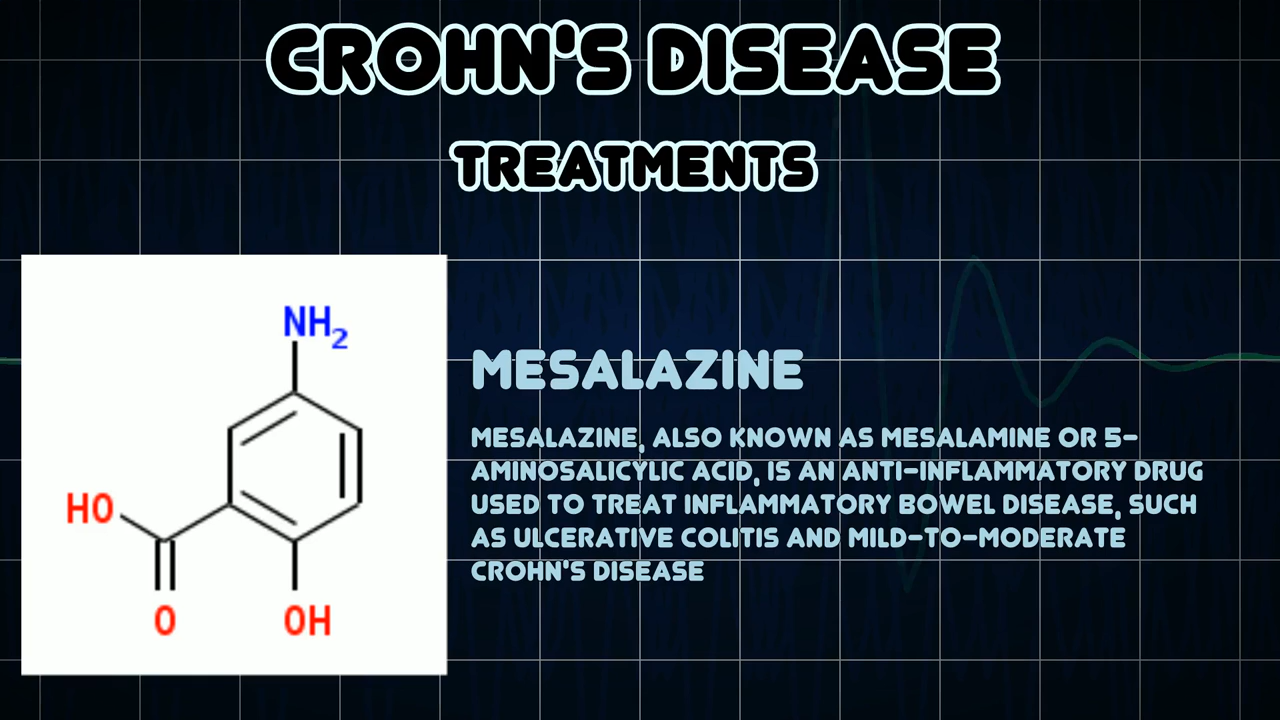 CROHN'S DISEASE
TREATMENTS
NH2
HO
O
OH
MESALAZINE
MESALAZINE, ALSO KNOWN AS MESALAMINE OR 5-
AMINOSALICYLIC ACID, IS AN ANTI-INFLAMMATORY DRUG
USED TO TREAT INFLAMMATORY BOWEL DISEASE, SUCH
AS ULCERATIVE COLITIS AND MILD-TO-MODERATE
CROHN'S DISEASE